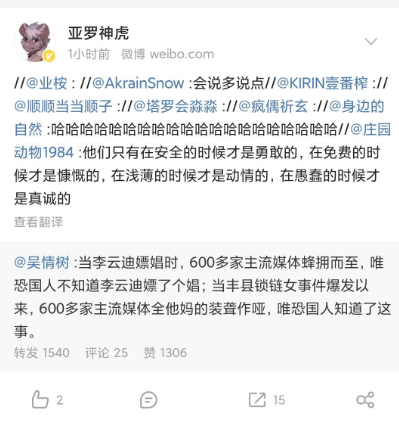 亚罗神虎
1小时前 微博 weibo.com
//@业桉 : //@AkrainSnow :会说多说点//@KIRIN壹番榨 ://
@顺顺当当顺子 ://@塔罗会淼淼 ://@疯偶祈玄 ://@身边的
自然 :哈哈哈哈哈哈哈哈哈哈哈哈哈哈哈哈哈哈哈哈//@庄园
动物1984 :他们只有在安全的时候才是勇敢的，在免费的时
候才是慷慨的，在浅薄的时候才是动情的，在愚蠢的时候才
是真诚的
查看翻译
@吴情树 :当李云迪嫖娼时，600多家主流媒体蜂拥而至，唯
恐国人不知道李云迪嫖了个娼；当丰县锁链女事件爆发以
来，600多家主流媒体全他妈的装聋作哑，唯恐国人知道了这
事。
转发 1540 评论 25 赞 1306
2 15